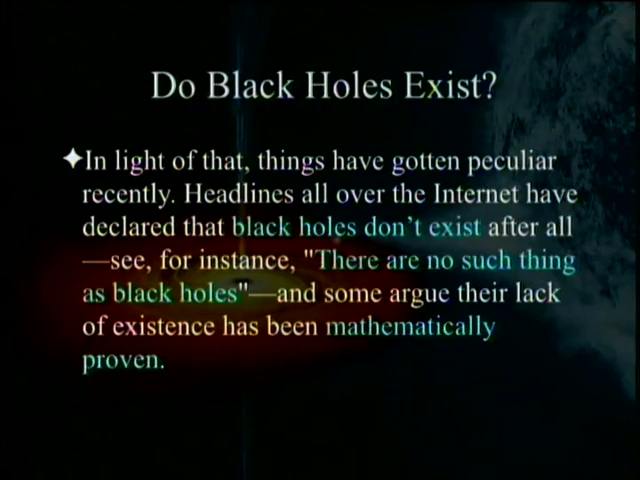 Do Black Holes Exist?
✦In light of that, things have gotten peculiar
recently. Headlines all over the Internet have
declared that black holes don’t exist after all
—see, for instance, "There are no such thing
as black holes"—and some argue their lack
of existence has been mathematically
proven.